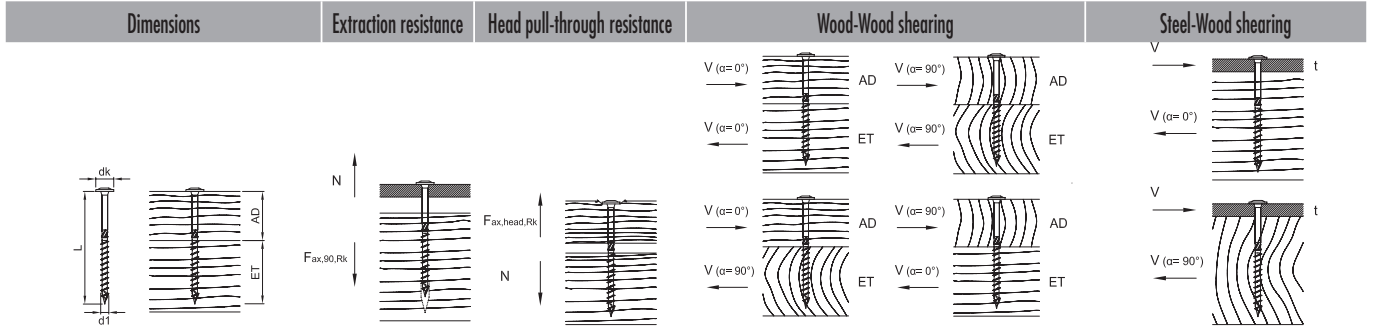 Dimensions
Extraction resistance
Head pull-through resistance
Wood-Wood shearing
Steel-Wood shearing
dk
L
d1
AD
ET
N
Fax,90,Rk
Fax,head,Rk
N
V (α= 0°)
AD
V (α= 0°)
ET
V (α= 90°)
AD
V (α= 90°)
ET
V (α= 0°)
AD
V (α= 90°)
ET
V (α= 90°)
AD
V (α= 0°)
ET
V
t
V (α= 0°)
V
t
V (α= 90°)